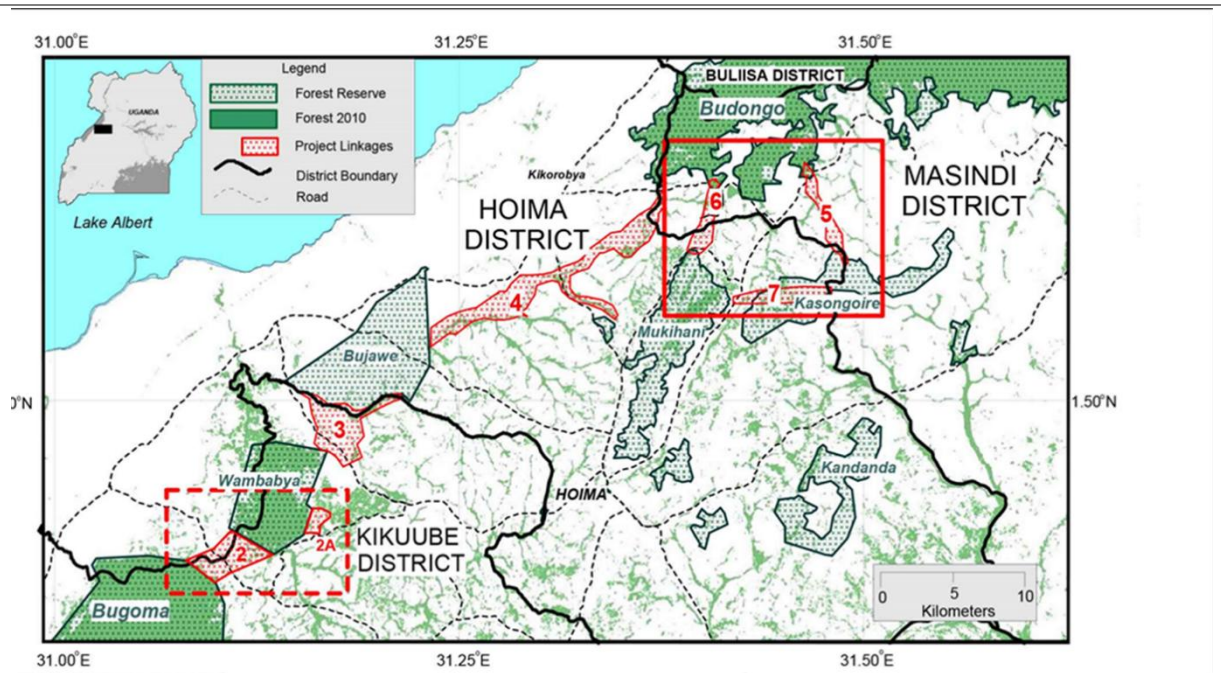 31.00°E 31.25°E 31.50°E
Legend
Forest Reserve
Forest 2010
Project Linkages
District Boundary
Road
UGANDA
Lake Albert
BULIISA DISTRICT
Budongo
Kikorobya
HOIMA
DISTRICT
MASINDI
DISTRICT
6
5
4
7
Kasongoire
Mukihani
Bujawe
0°N
1.50°N
3
Wambabya
Kandanda
HOIMA
2A
KIKUUBE
DISTRICT
2
Bugoma
0 5 10
Kilometers
31.00°E 31.25°E 31.50°E